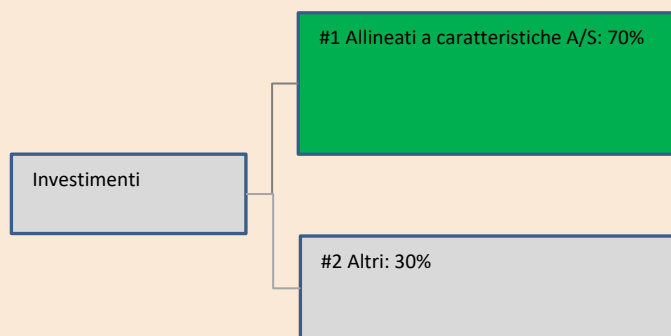 #1 Allineati a caratteristiche A/S: 70%
Investimenti
#2 Altri: 30%